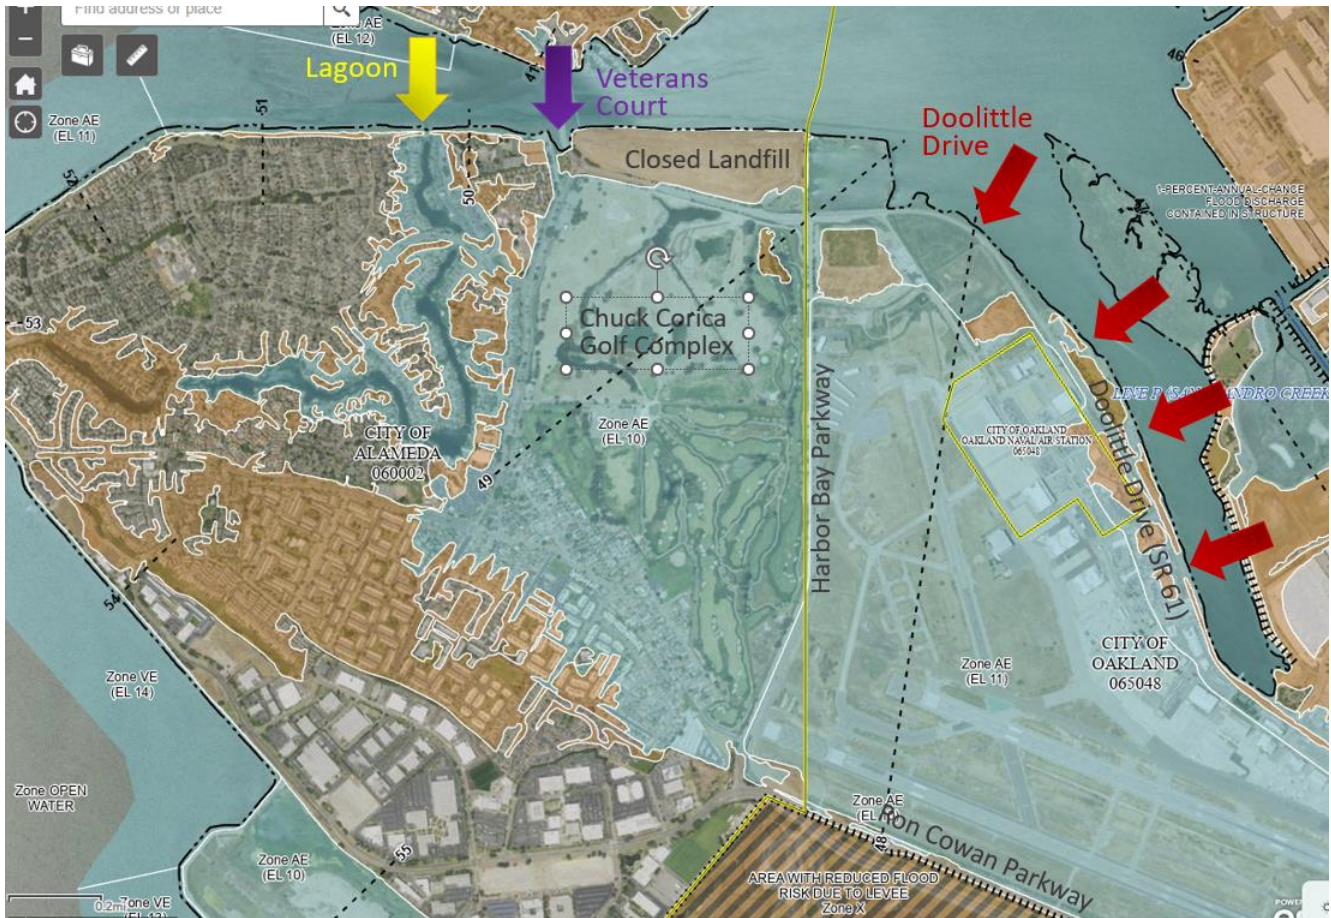 Find address or place
Zone AE
(EL 12)
Lagoon
Veterans
Court
41
46
51
Zone AE
(EL 11)
52
50
Closed Landfill
Doolittle
Drive
1-PERCENT-ANNUAL-CHANCE
FLOOD DISCHARGE
CONTAINED IN STRUCTURE
53
Chuck Corica
Golf Complex
Zone AE
(EL 10)
CITY OF
ALAMEDA
060002
49
Harbor Bay Parkway
CITY OF OAKLAND
OAKLAND NAVAL AIR STATION
065048
Doolittle Drive (SR 61)
54
Zone VE
(EL 14)
Zone AE
(EL 11)
CITY OF
OAKLAND
065048
Zone OPEN
WATER
Zone AE
Ron Cowan Parkway
48
55
Zone AE
(EL 10)
AREA WITH REDUCED FLOOD
RISK DUE TO LEVEE
Zone X
0.2mi
Zone VE